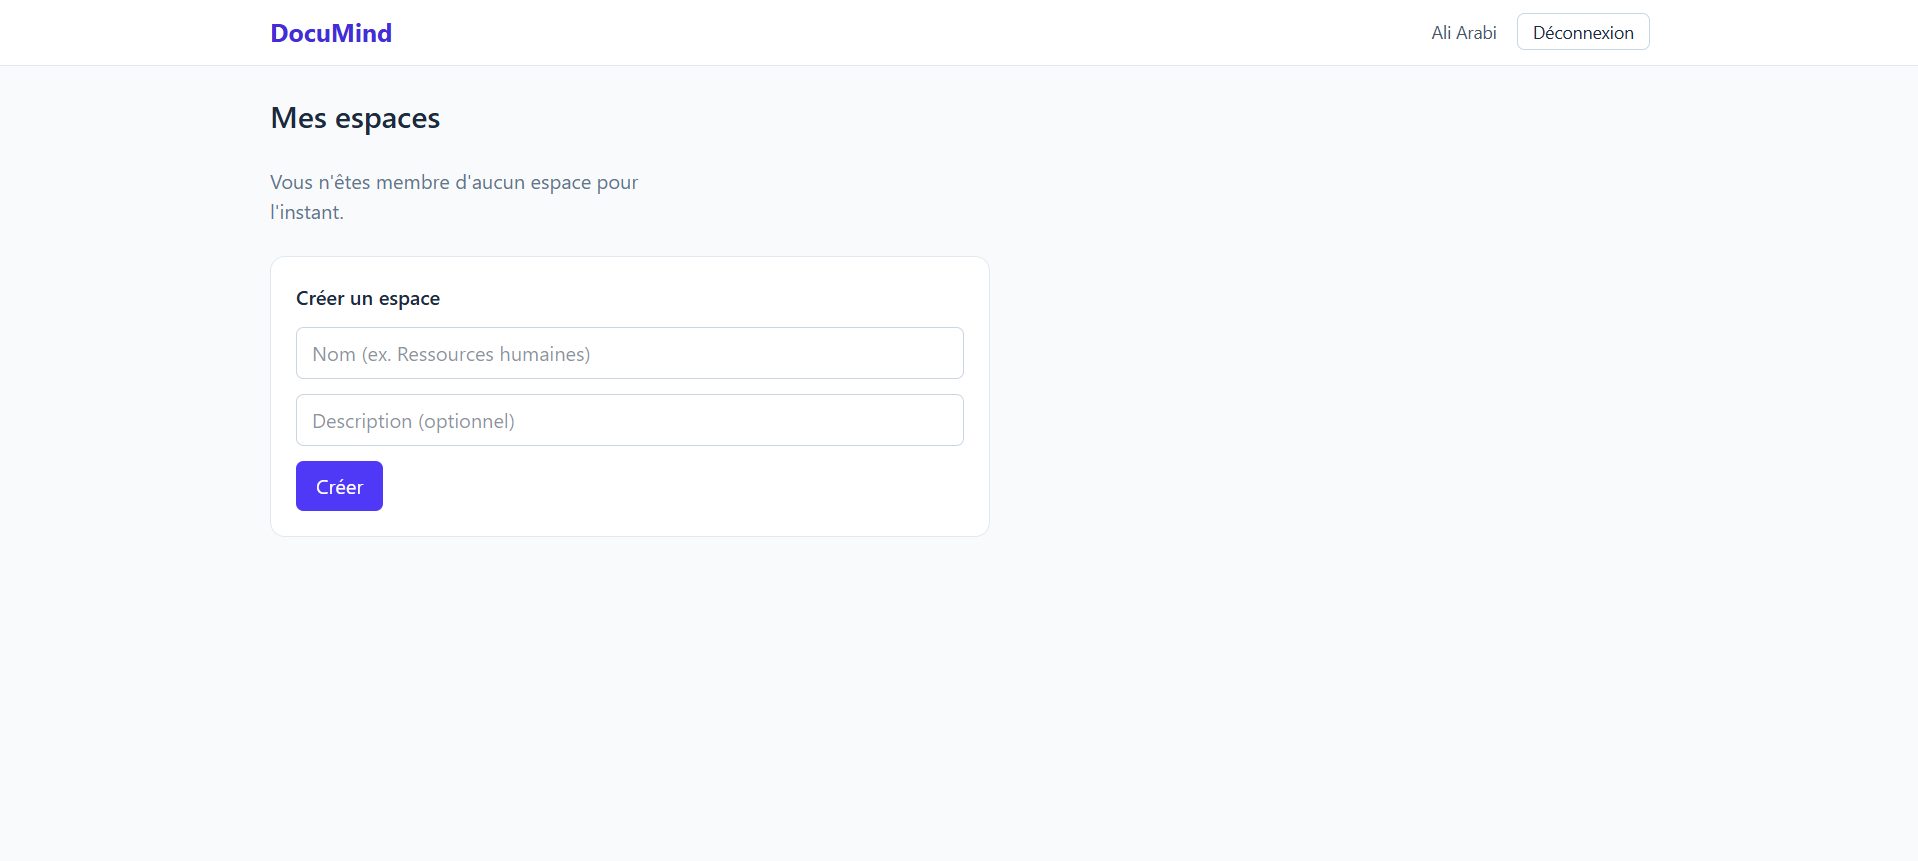 DocuMind
Ali Arabi
Déconnexion
Mes espaces
Vous n'êtes membre d'aucun espace pour
l'instant.
Créer un espace
Nom (ex. Ressources humaines)
Description (optionnel)
Créer